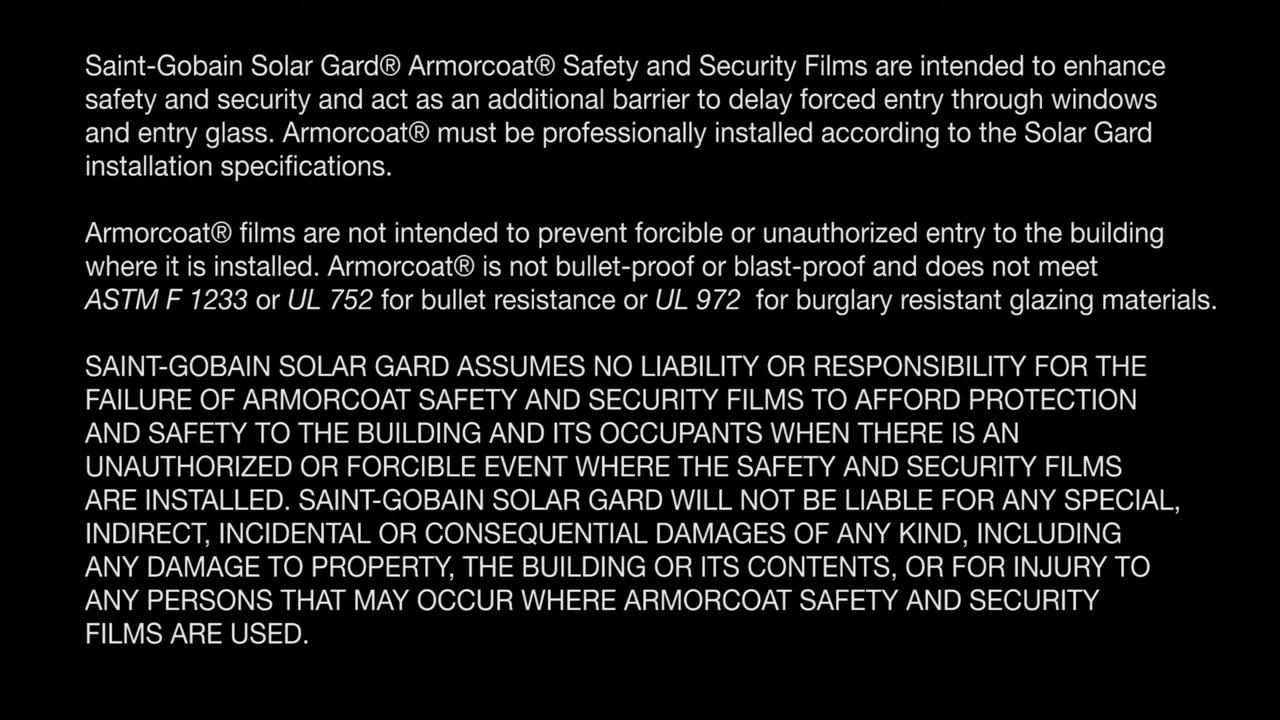 Saint-Gobain Solar Gard® Armorcoat® Safety and Security Films are intended to enhance
safety and security and act as an additional barrier to delay forced entry through windows
and entry glass. Armorcoat® must be professionally installed according to the Solar Gard
installation specifications.
Armorcoat® films are not intended to prevent forcible or unauthorized entry to the building
where it is installed. Armorcoat® is not bullet-proof or blast-proof and does not meet
ASTM F 1233 or UL 752 for bullet resistance or UL 972 for burglary resistant glazing materials.
SAINT-GOBAIN SOLAR GARD ASSUMES NO LIABILITY OR RESPONSIBILITY FOR THE
FAILURE OF ARMORCOAT SAFETY AND SECURITY FILMS TO AFFORD PROTECTION
AND SAFETY TO THE BUILDING AND ITS OCCUPANTS WHEN THERE IS AN
UNAUTHORIZED OR FORCIBLE EVENT WHERE THE SAFETY AND SECURITY FILMS
ARE INSTALLED. SAINT-GOBAIN SOLAR GARD WILL NOT BE LIABLE FOR ANY SPECIAL,
INDIRECT, INCIDENTAL OR CONSEQUENTIAL DAMAGES OF ANY KIND, INCLUDING
ANY DAMAGE TO PROPERTY, THE BUILDING OR ITS CONTENTS, OR FOR INJURY TO
ANY PERSONS THAT MAY OCCUR WHERE ARMORCOAT SAFETY AND SECURITY
FILMS ARE USED.